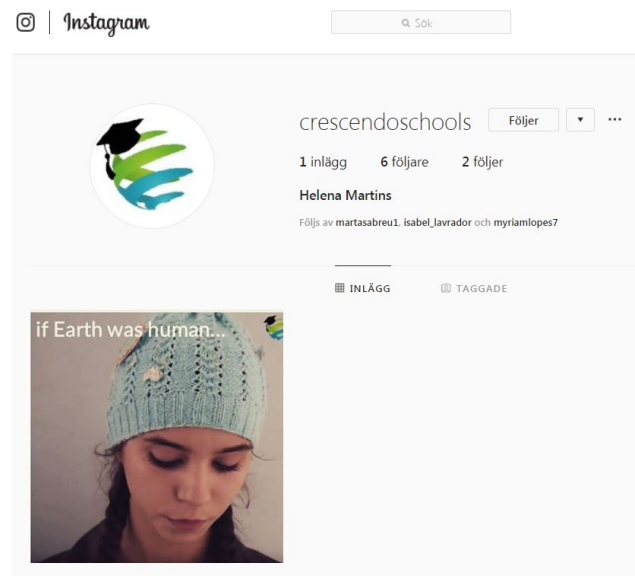 Instagram
Sök
crescendoschools Följer
1 inlägg 6 följare 2 följer
Helena Martins
Följs av martasabreu1, isabel_lavrador och myriamlopes7
INLÄGG TAGGADE
if Earth was human...